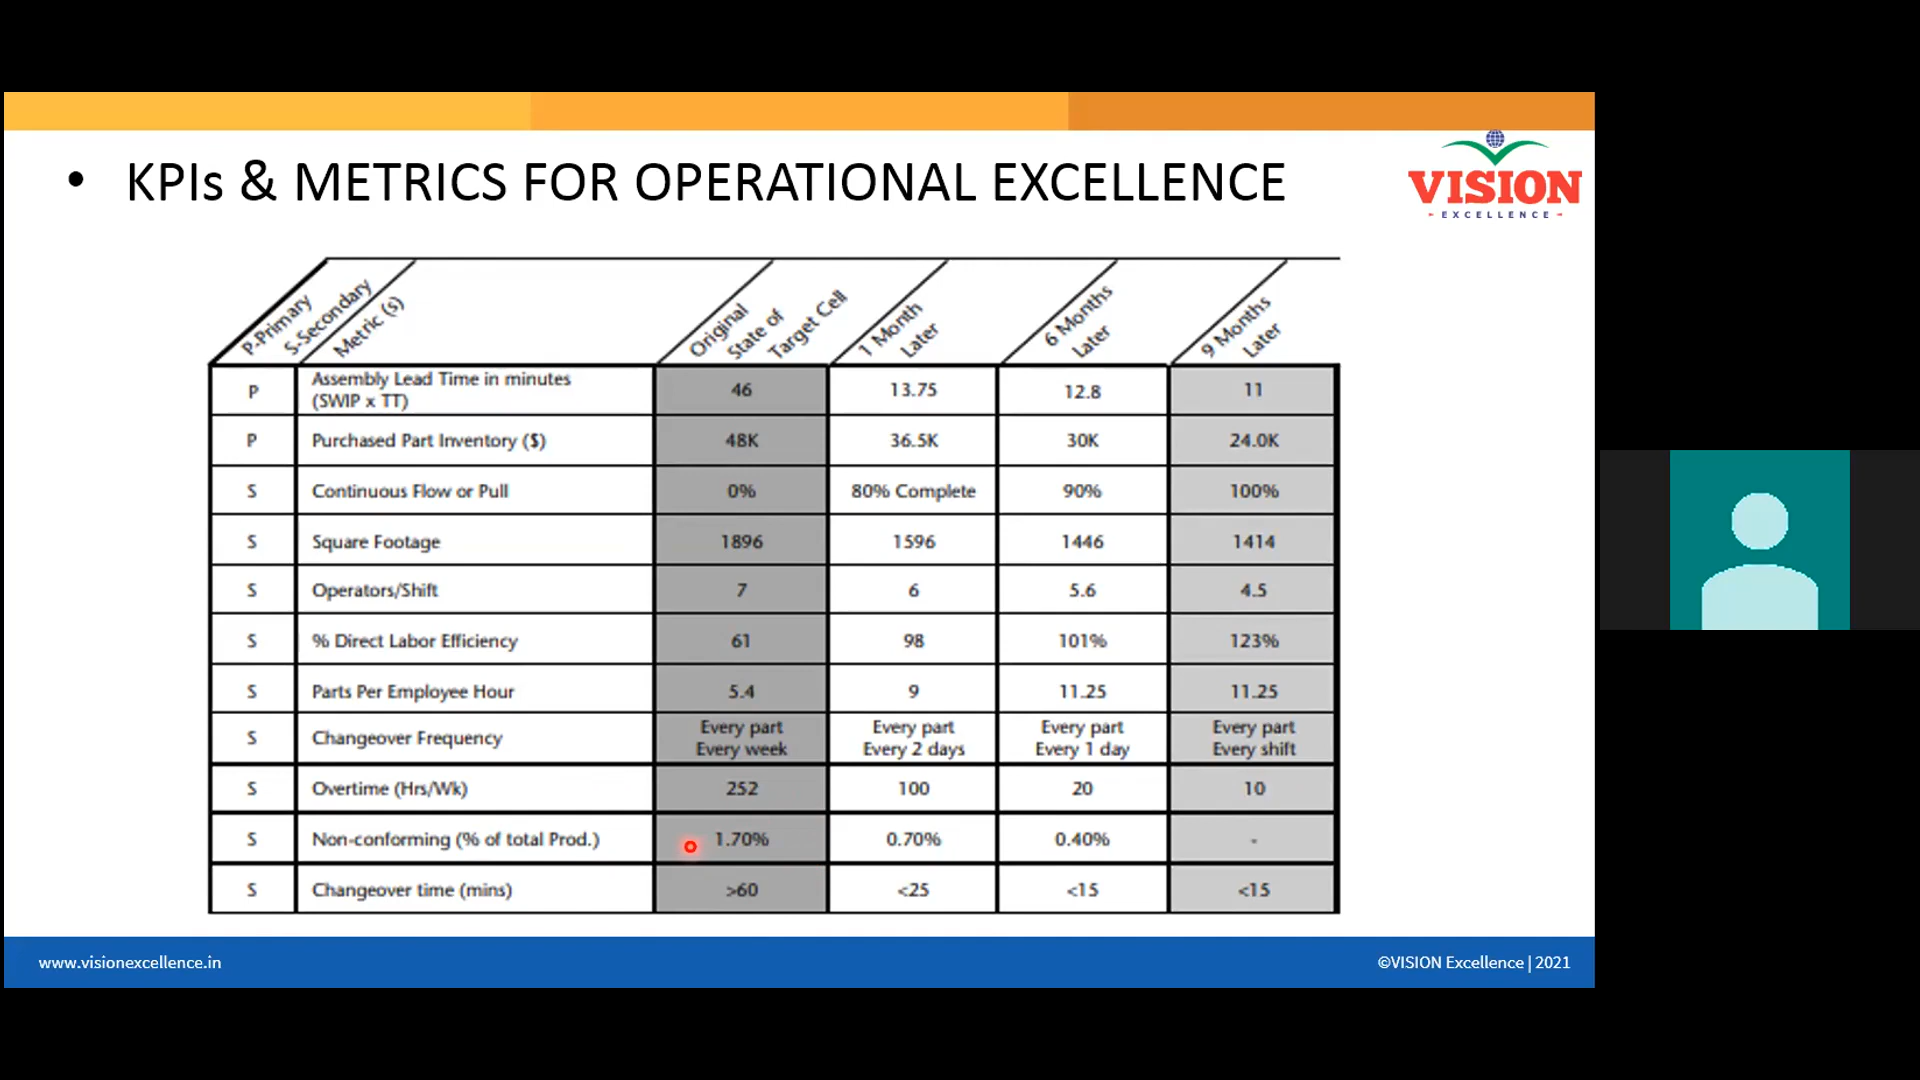 • KPIs & METRICS FOR OPERATIONAL EXCELLENCE
VISION
- EXCELLENCE -
P-Primary
S-Secondary
Metric (s)
Original
State of
Target Cell
1 Month
Later
6 Months
Later
9 Months
Later
P Assembly Lead Time in minutes
(SWIP x TT) 46 13.75 12.8 11
P Purchased Part Inventory ($) 48K 36.5K 30K 24.0K
S Continuous Flow or Pull 0% 80% Complete 90% 100%
S Square Footage 1896 1596 1446 1414
S Operators/Shift 7 6 5.6 4.5
S % Direct Labor Efficiency 61 98 101% 123%
S Parts Per Employee Hour 5.4 9 11.25 11.25
S Changeover Frequency Every part Every part Every part Every part
Every week Every 2 days Every 1 day Every shift
S Overtime (Hrs/Wk) 252 100 20 10
S Non-conforming (% of total Prod.) 1.70% 0.70% 0.40% -
S Changeover time (mins) >60 <25 <15 <15
www.visionexcellence.in ©VISION Excellence | 2021